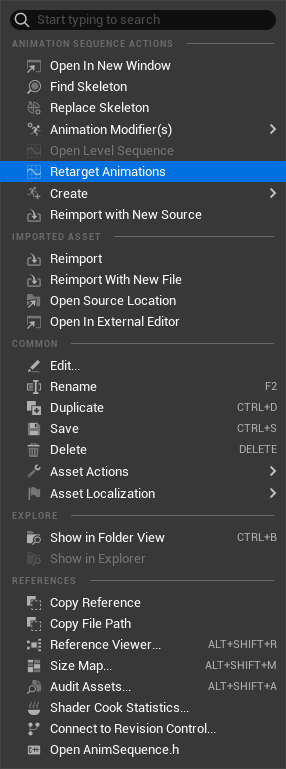 Start typing to search
ANIMATION SEQUENCE ACTIONS
Open In New Window
Find Skeleton
Replace Skeleton
Animation Modifier(s)
Open Level Sequence
Retarget Animations
Create
Reimport with New Source
IMPORTED ASSET
Reimport
Reimport With New File
Open Source Location
Open In External Editor
COMMON
Edit...
Rename F2
Duplicate CTRL+D
Save CTRL+S
Delete DELETE
Asset Actions
Asset Localization
EXPLORE
Show in Folder View CTRL+B
Show in Explorer
REFERENCES
Copy Reference
Copy File Path
Reference Viewer... ALT+SHIFT+R
Size Map... ALT+SHIFT+M
Audit Assets... ALT+SHIFT+A
Shader Cook Statistics...
Connect to Revision Control...
Open AnimSequence.h